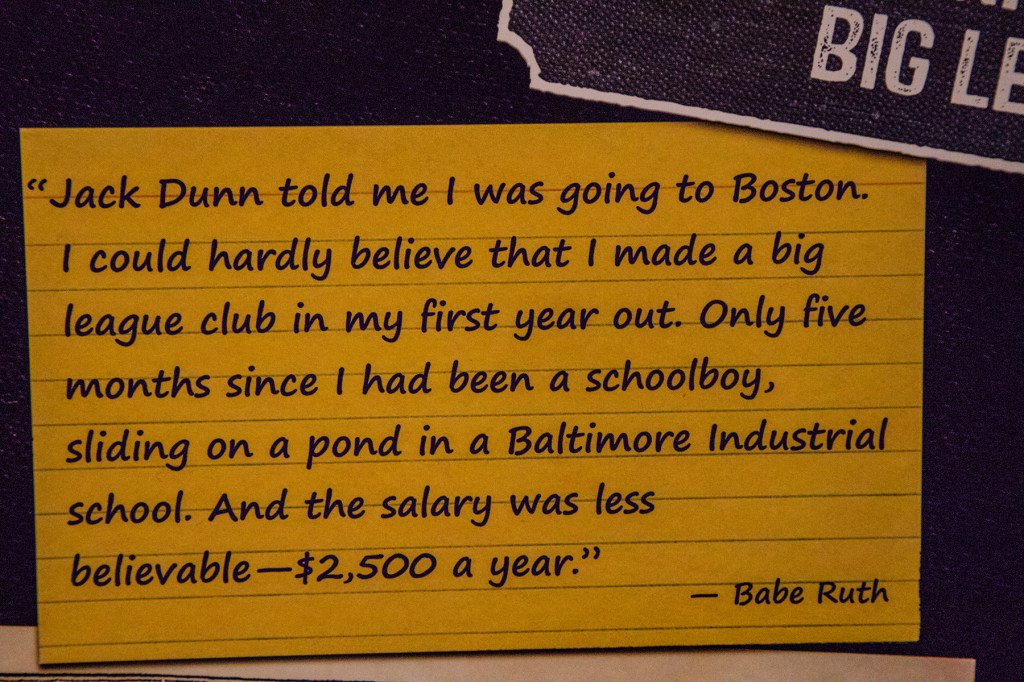 BIG LE
“Jack Dunn told me I was going to Boston.
I could hardly believe that I made a big
league club in my first year out. Only five
months since I had been a schoolboy,
sliding on a pond in a Baltimore Industrial
school. And the salary was less
believable—$2,500 a year.”
— Babe Ruth